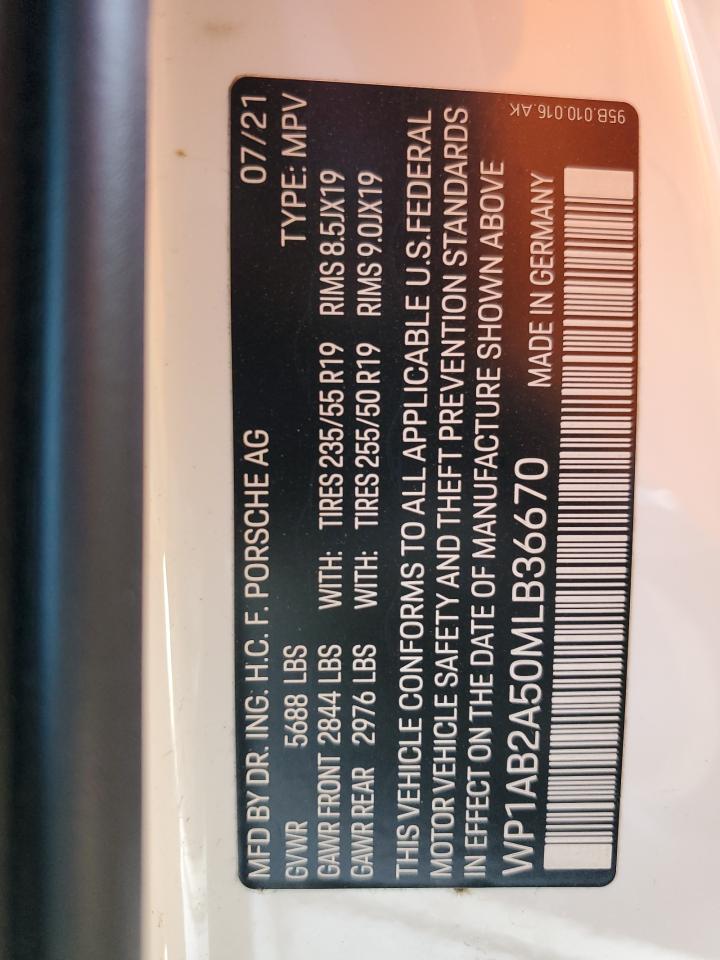 MFD BY DR. ING. H.C. F. PORSCHE AG 07/21
GVWR 5688 LBS TYPE: MPV
GAWR FRONT 2844 LBS WITH: TIRES 235/55 R19 RIMS 8.5JX19
GAWR REAR 2976 LBS WITH: TIRES 255/50 R19 RIMS 9.0JX19
THIS VEHICLE CONFORMS TO ALL APPLICABLE U.S.FEDERAL
MOTOR VEHICLE SAFETY AND THEFT PREVENTION STANDARDS
IN EFFECT ON THE DATE OF MANUFACTURE SHOWN ABOVE
WP1AB2A50MLB36670 MADE IN GERMANY
95B.010.016.AK